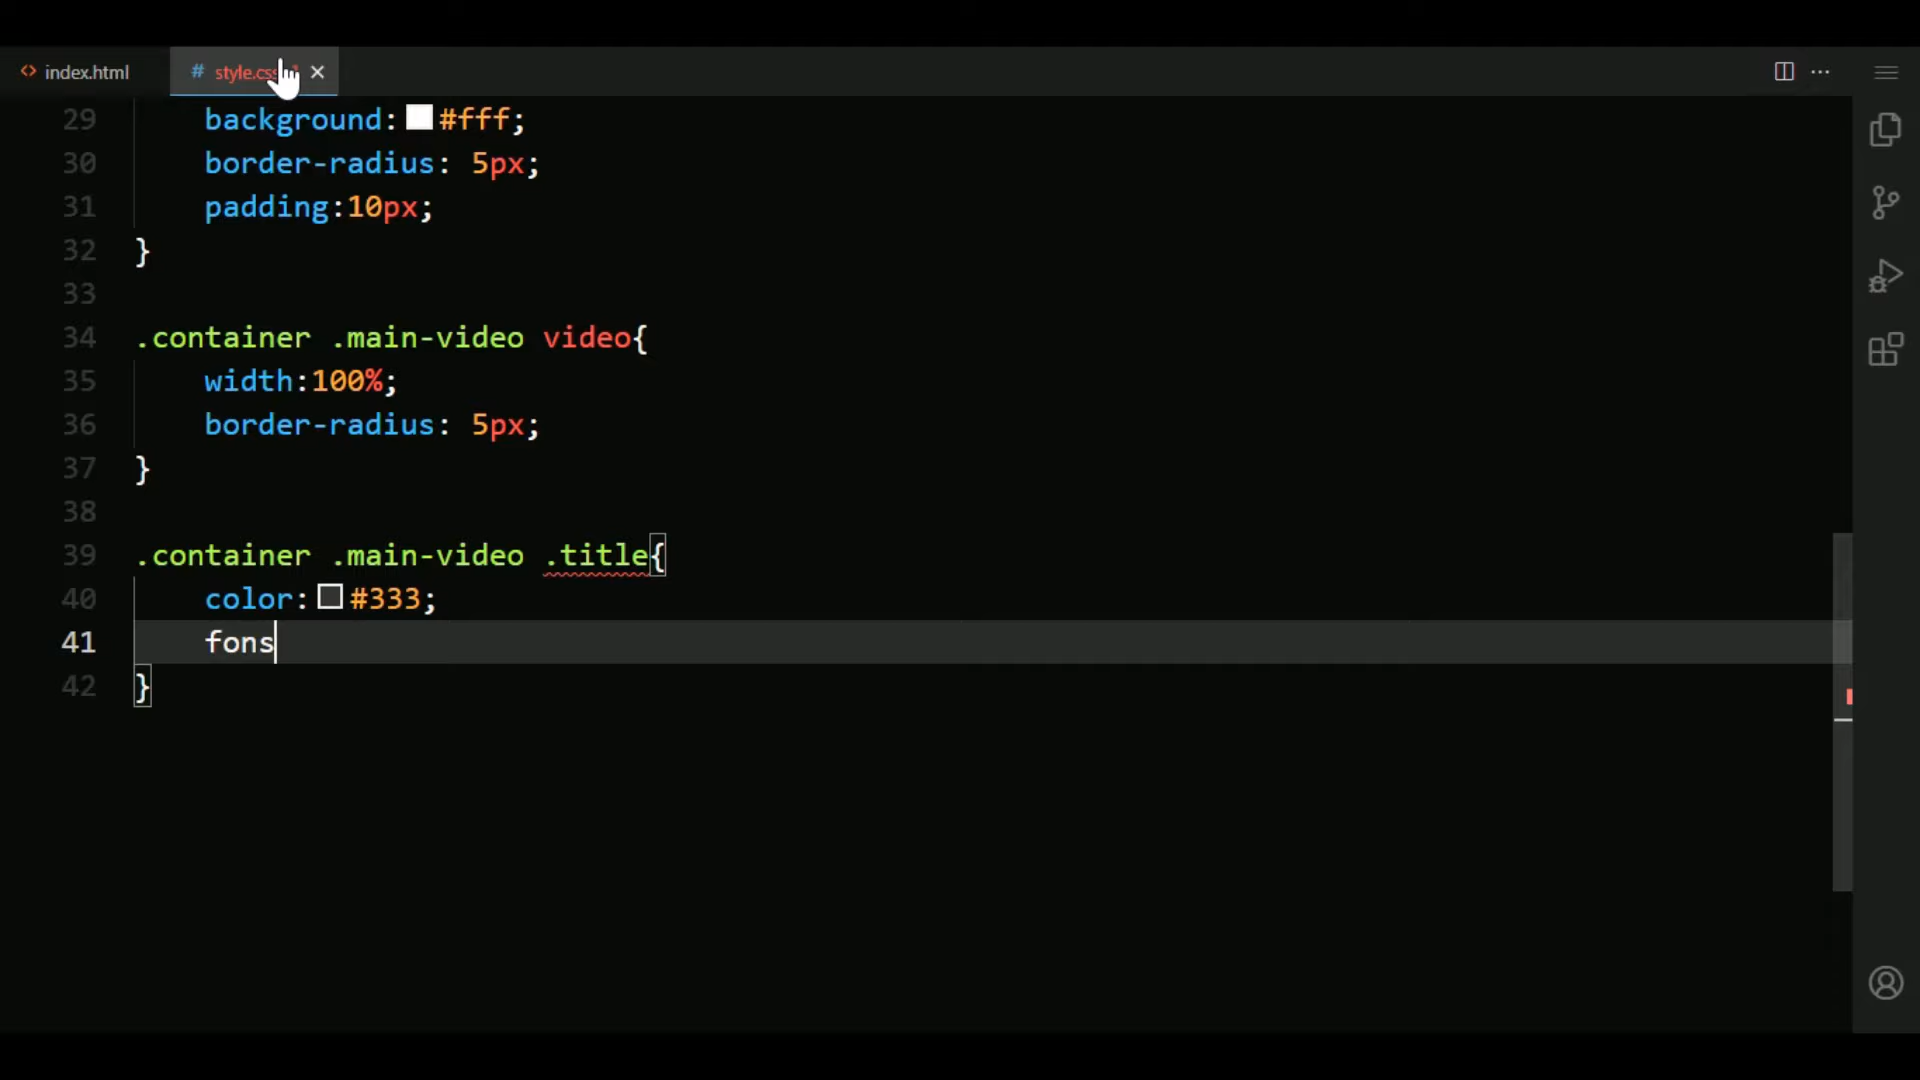 index.html
style.css
29 background: #fff;
30 border-radius: 5px;
31 padding:10px;
32 }
33
34 .container .main-video video{
35 width:100%;
36 border-radius: 5px;
37 }
38
39 .container .main-video .title{
40 color: #333;
41 fons
42 }